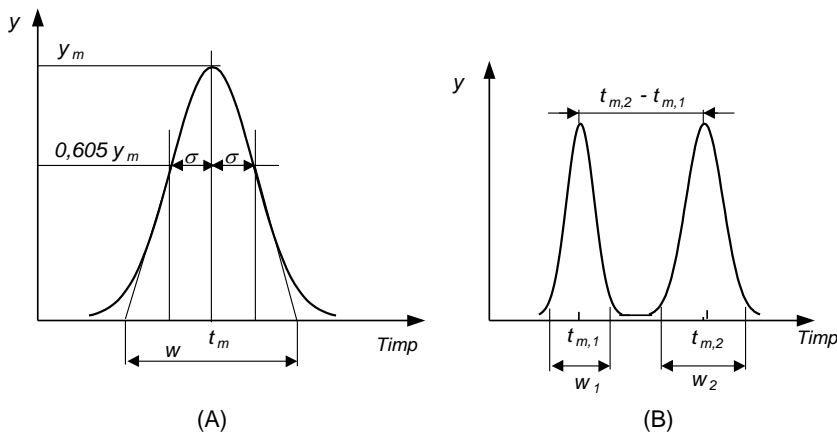 y
y m
0,605 y m
σ σ
t m
w
Timp
(A)
y
t m,2 - t m,1
t m,1
t m,2
Timp
w 1
w 2
(B)